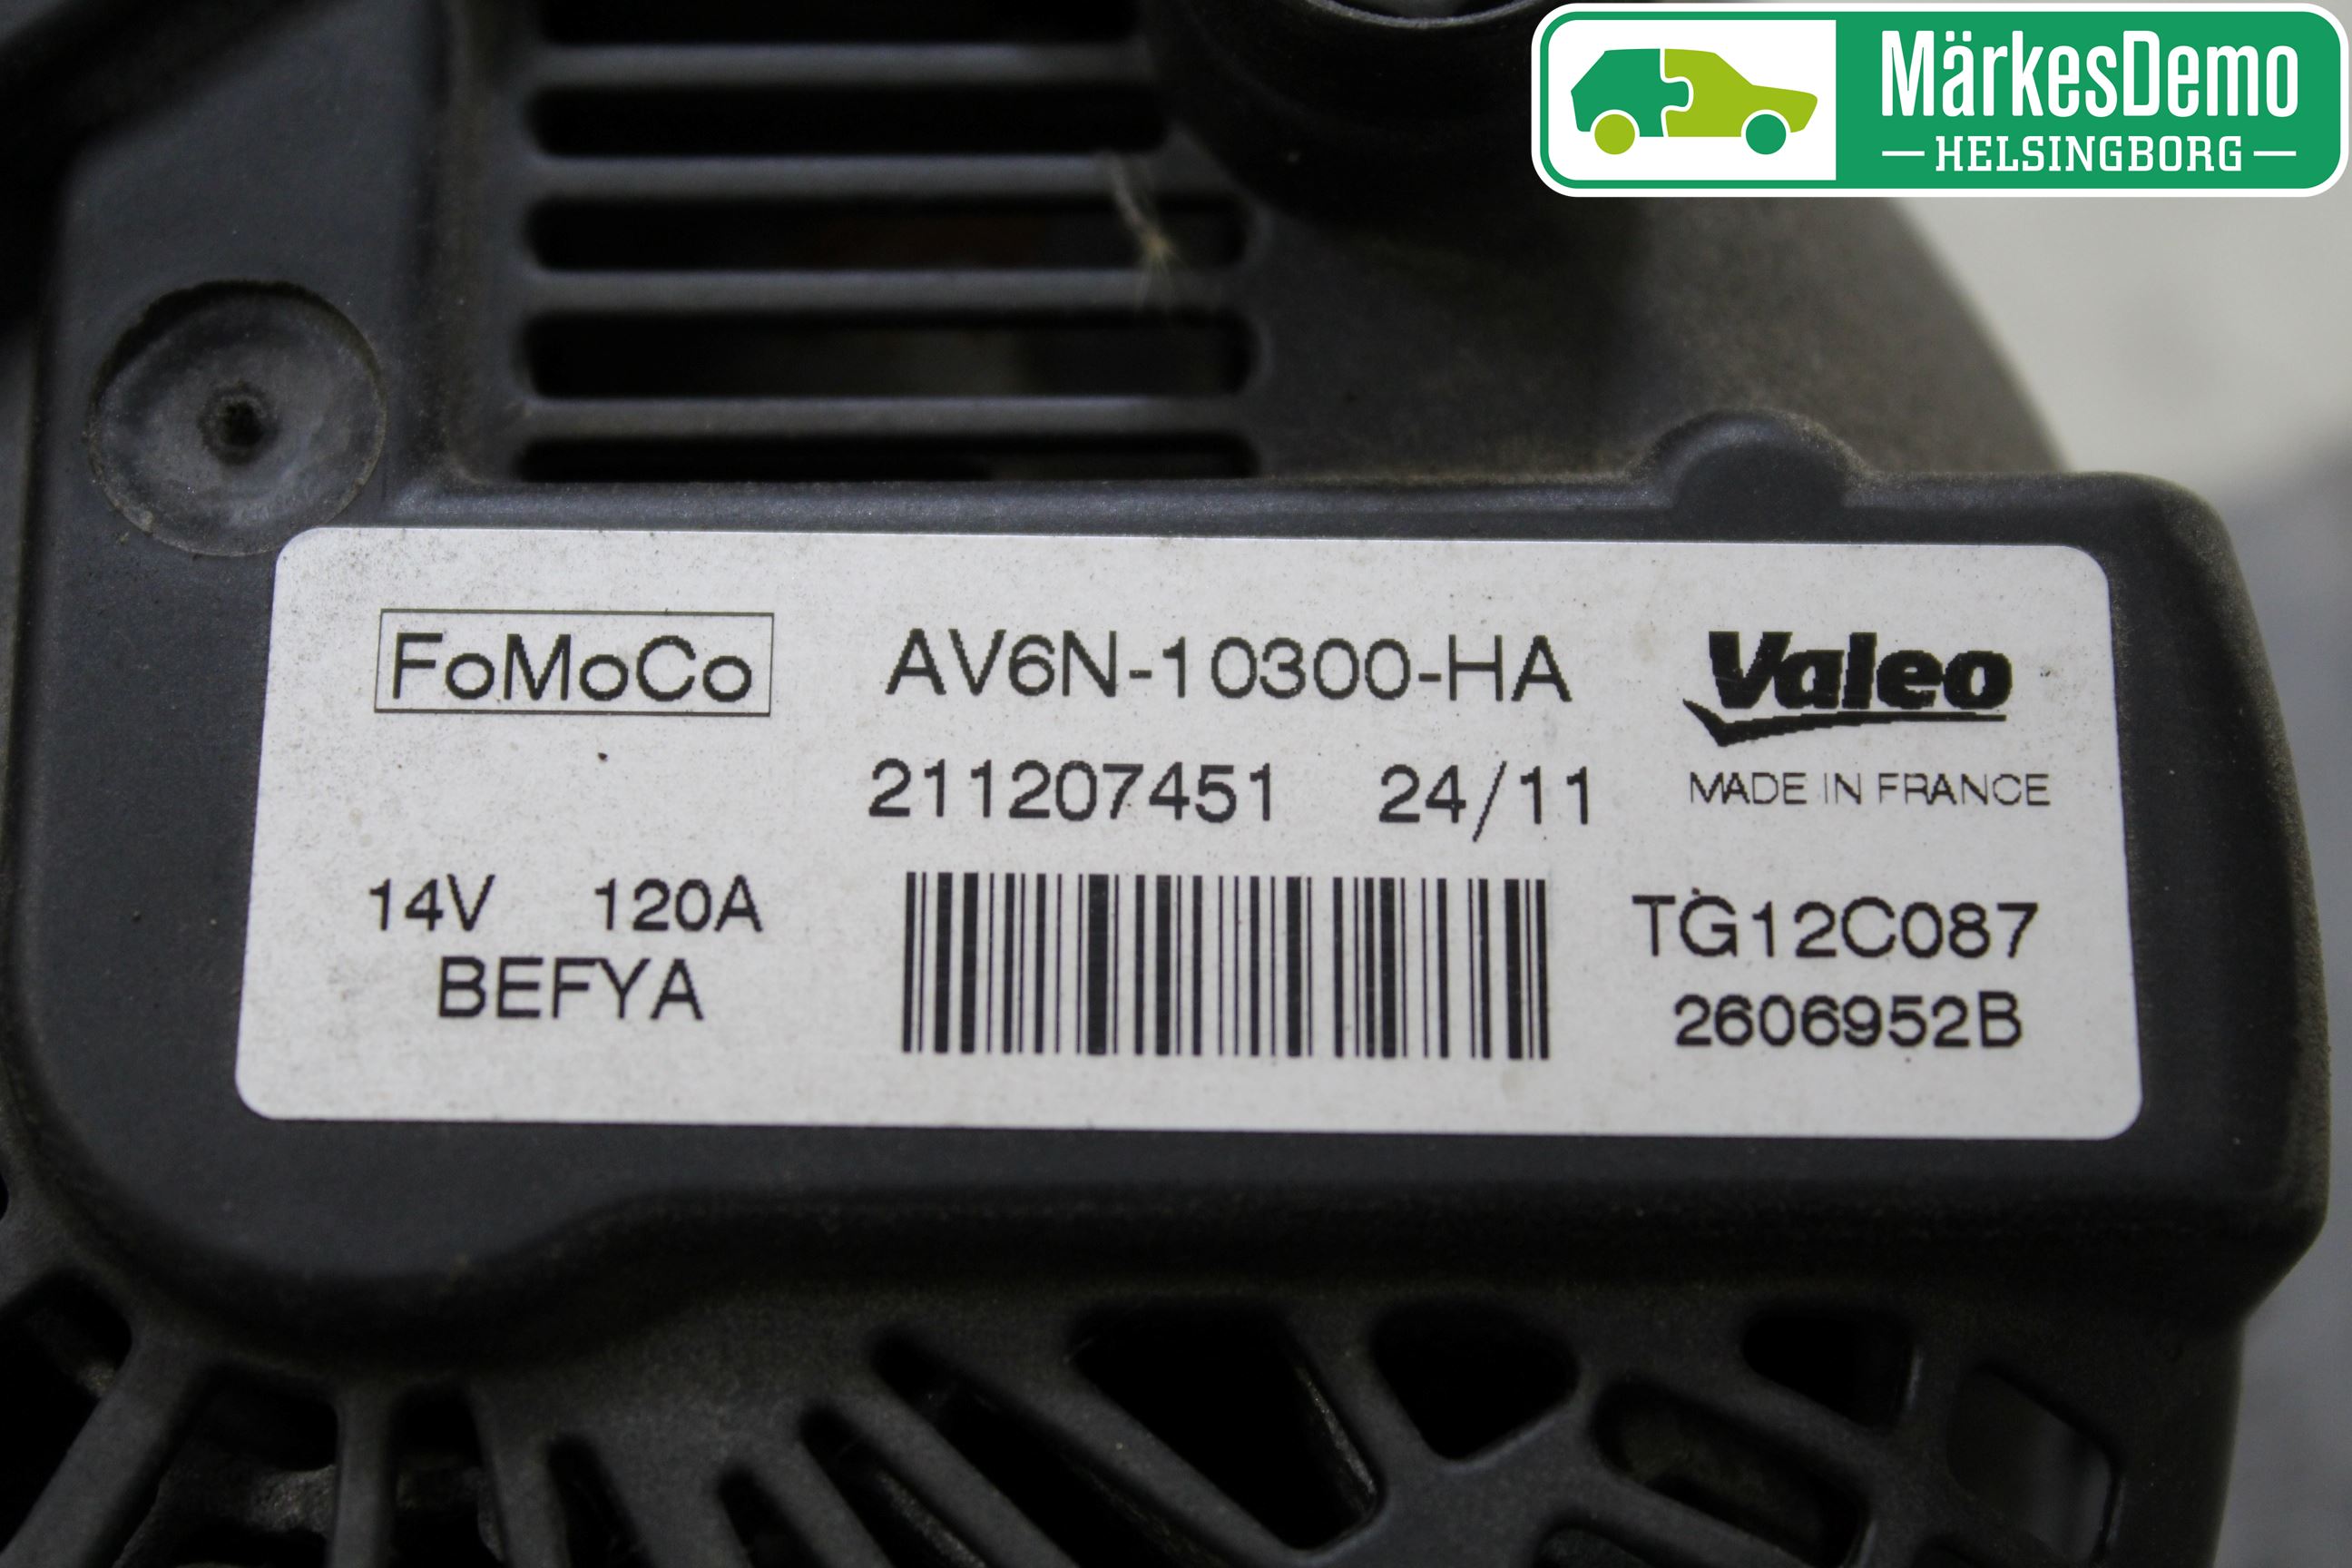 MärkesDemo
HELSINGBORG
FoMoCo AV6N-10300-HA Valeo
211207451 24/11 MADE IN FRANCE
14V 120A TG12C087
BEFYA 2606952B